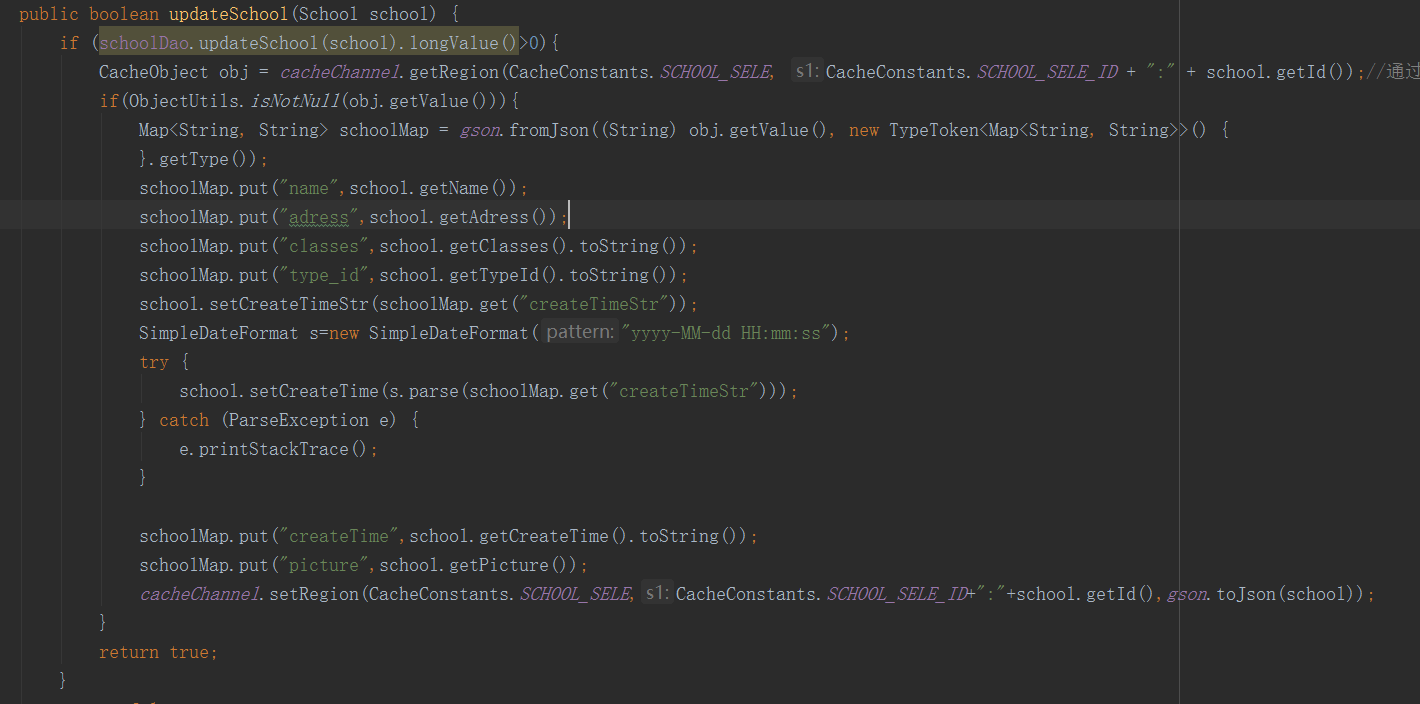 public boolean updateSchool(School school) {
if (schoolDao.updateSchool(school).longValue()>0){
CacheObject obj = cacheChannel.getRegion(CacheConstants.SCHOOL_SELE, s1: CacheConstants.SCHOOL_SELE_ID + ":" + school.getId());//通过
if(ObjectUtils.isNotNull(obj.getValue())){
Map<String, String> schoolMap = gson.fromJson((String) obj.getValue(), new TypeToken<Map<String, String>>() {
}.getType());
schoolMap.put("name",school.getName());
schoolMap.put("adress",school.getAdress());
schoolMap.put("classes",school.getClasses().toString());
schoolMap.put("type_id",school.getTypeId().toString());
school.setCreateTimeStr(schoolMap.get("createTimeStr"));
SimpleDateFormat s=new SimpleDateFormat( pattern: "yyyy-MM-dd HH:mm:ss");
try {
school.setCreateTime(s.parse(schoolMap.get("createTimeStr")));
} catch (ParseException e) {
e.printStackTrace();
}
schoolMap.put("createTime",school.getCreateTime().toString());
schoolMap.put("picture",school.getPicture());
cacheChannel.setRegion(CacheConstants.SCHOOL_SELE, s1: CacheConstants.SCHOOL_SELE_ID+":"+school.getId(),gson.toJson(school));
}
return true;
}